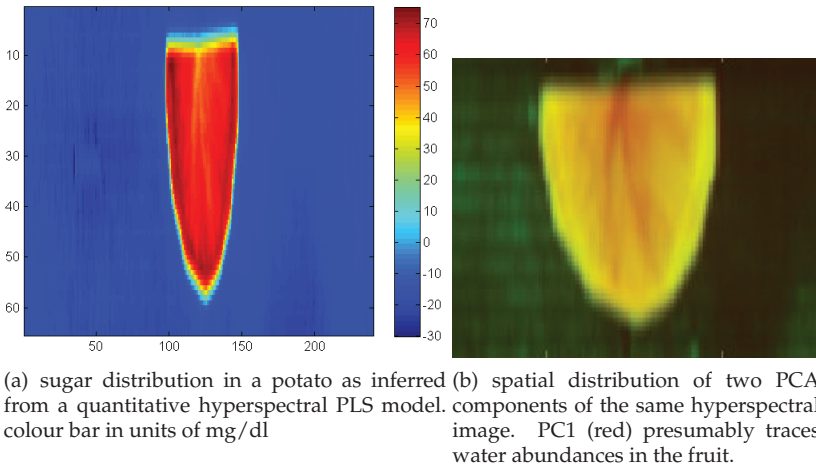 10
20
30
40
50
60
50 100 150 200
70
60
50
40
30
20
10
0
-10
-20
-30
(a) sugar distribution in a potato as inferred
from a quantitative hyperspectral PLS model.
colour bar in units of mg/dl
(b) spatial distribution of two PCA
components of the same hyperspectral
image. PC1 (red) presumably traces
water abundances in the fruit.